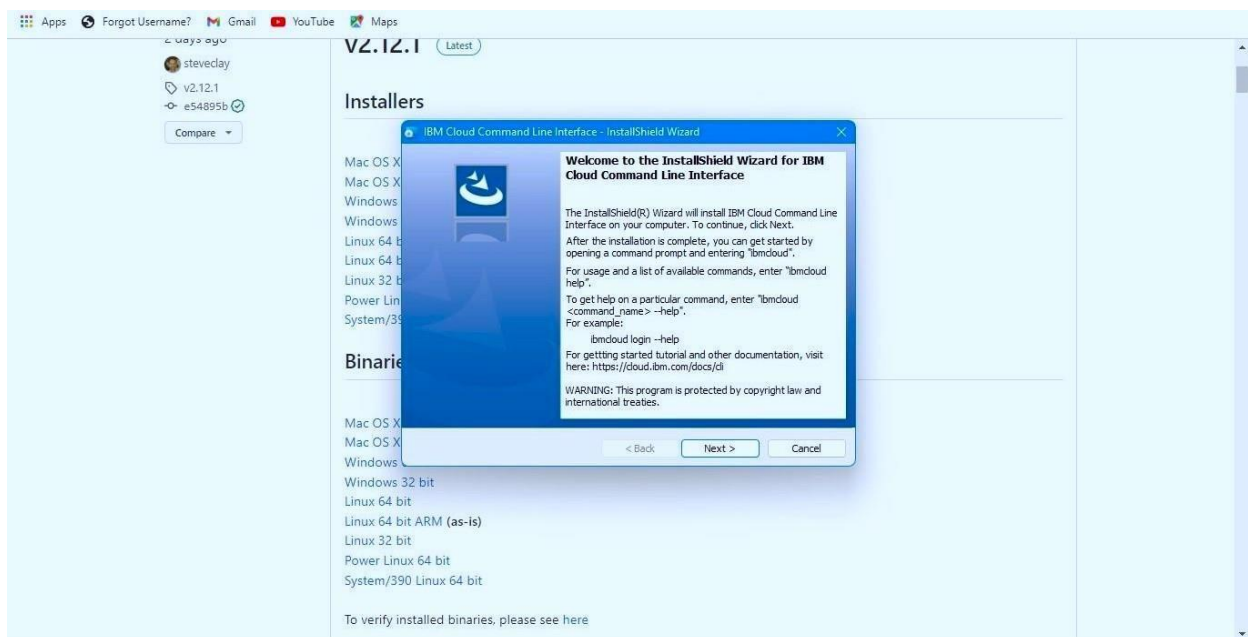 Apps Forgot Username? Gmail YouTube Maps
2 days ago
steveclay
v2.12.1
e54895b
Compare
v2.12.1 Latest
Installers
Mac OS X
Mac OS X
Windows
Windows
Linux 64 b
Linux 64 b
Linux 32 b
Power Lin
System/39
Binarie
Mac OS X
Mac OS X
Windows
Windows 32 bit
Linux 64 bit
Linux 64 bit ARM (as-is)
Linux 32 bit
Power Linux 64 bit
System/390 Linux 64 bit
To verify installed binaries, please see here
IBM Cloud Command Line Interface - InstallShield Wizard
Welcome to the InstallShield Wizard for IBM
Cloud Command Line Interface
The InstallShield(R) Wizard will install IBM Cloud Command Line
Interface on your computer. To continue, click Next.
After the installation is complete, you can get started by
opening a command prompt and entering "ibmcloud".
For usage and a list of available commands, enter "ibmcloud
help".
To get help on a particular command, enter "ibmcloud
<command_name> --help".
For example:
ibmcloud login --help
For gettting started tutorial and other documentation, visit
here: https://cloud.ibm.com/docs/cli
WARNING: This program is protected by copyright law and
international treaties.
< Back Next > Cancel